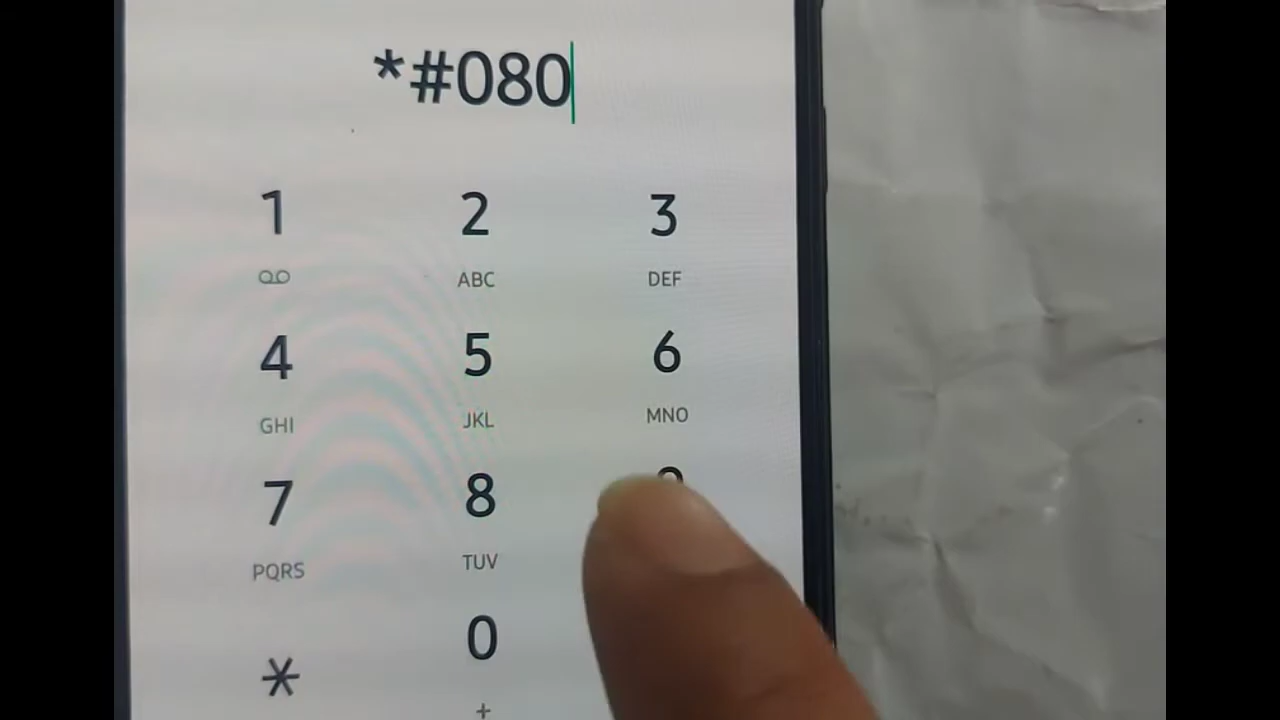 *#080
1 2 3
ABC DEF
4 5 6
GHI JKL MNO
7 8
PQRS TUV
* 0
+